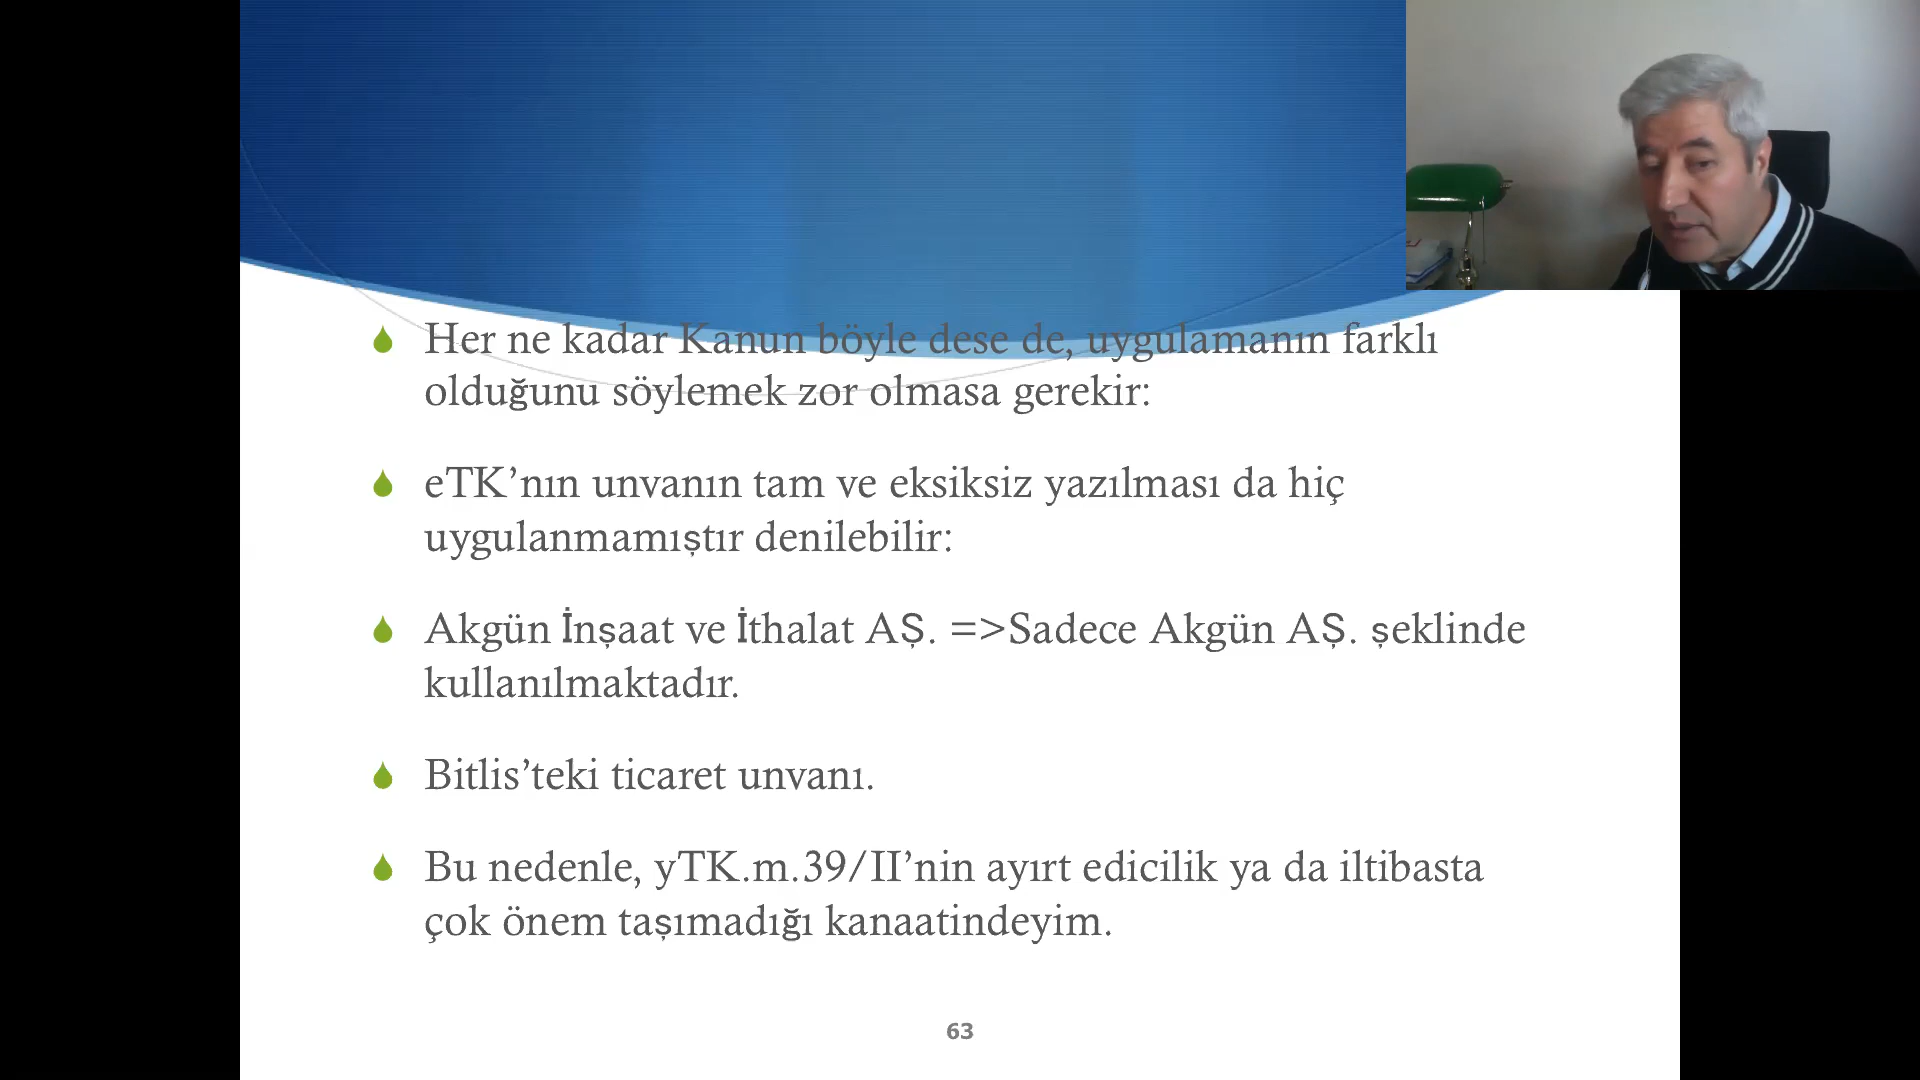 Her ne kadar Kanun böyle dese de, uygulamanın farklı
olduğunu söylemek zor olmasa gerekir:
eTK’nın unvanın tam ve eksiksiz yazılması da hiç
uygulanmamıştır denilebilir:
Akgün İnşaat ve İthalat AŞ. =>Sadece Akgün AŞ. şeklinde
kullanılmaktadır.
Bitlis’teki ticaret unvanı.
Bu nedenle, yTK.m.39/II’nin ayırt edicilik ya da iltibasta
çok önem taşımadığı kanaatindeyim.
63